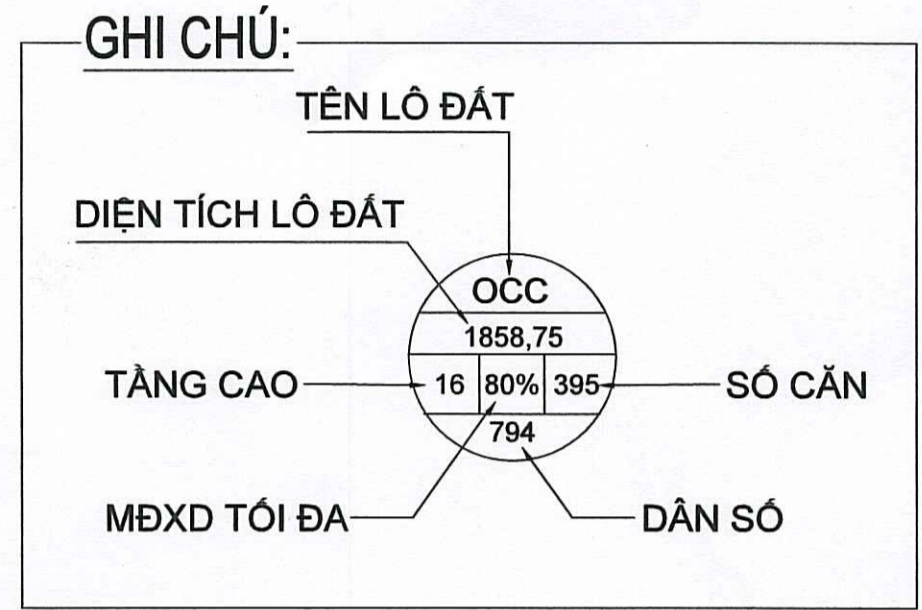 GHI CHÚ:
TÊN LÔ ĐẤT
DIỆN TÍCH LÔ ĐẤT
OCC
1858,75
TẦNG CAO 16 80% 395 SỐ CĂN
794
MĐXD TỐI ĐA DÂN SỐ